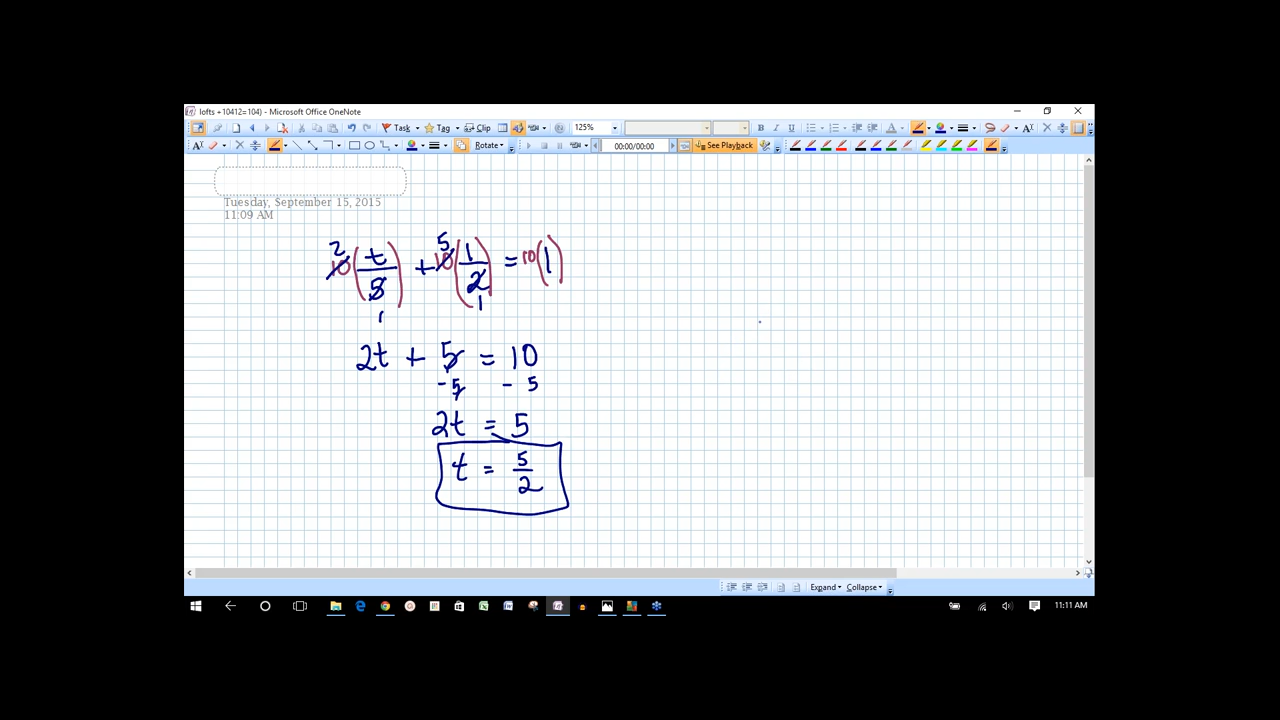 lofts +10412=104) - Microsoft Office OneNote
Task Tag Clip 125% B I U A
A Rotate 00:00/00:00 See Playback
Tuesday, September 15, 2015
11:09 AM
2 5
10(t/5) + 10(1/2) = 10(1)
1 1
2t + 5 = 10
-5 - 5
2t = 5
t = 5/2
Expand Collapse
11:11 AM